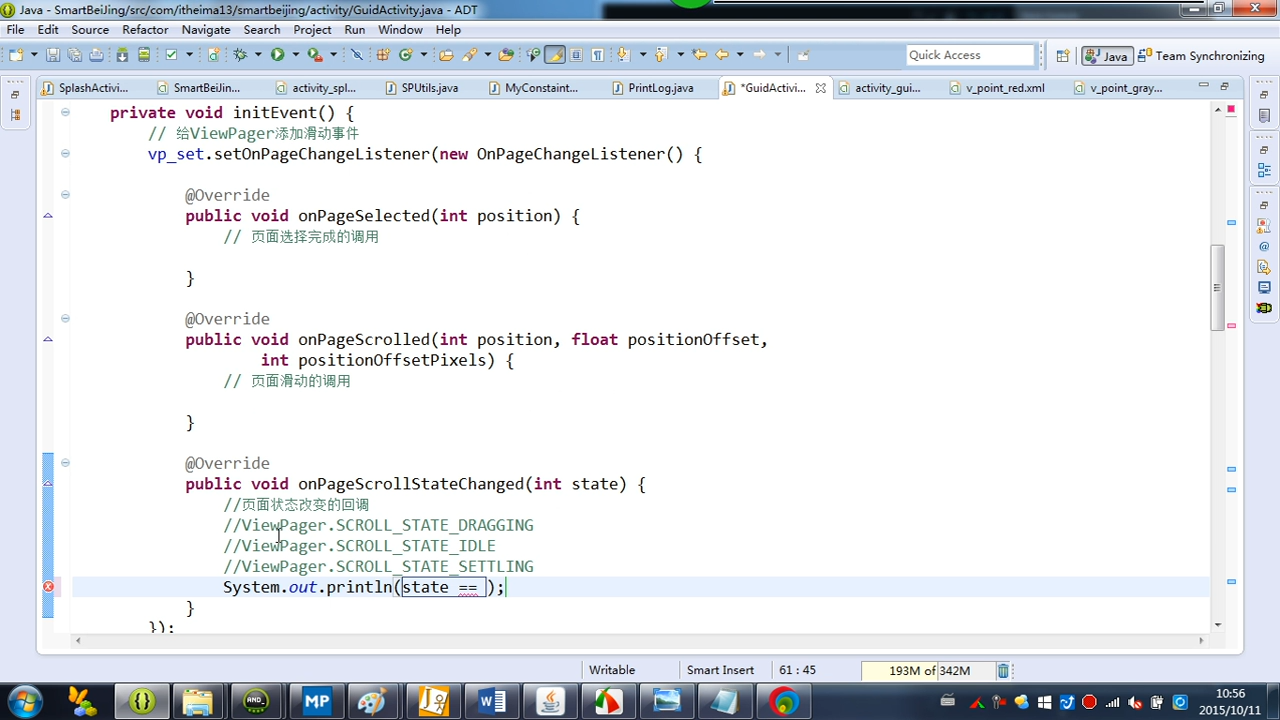 Java - SmartBeiJing/src/com/itheima13/smartbeijing/activity/GuidActivity.java - ADT
File Edit Source Refactor Navigate Search Project Run Window Help
Quick Access Java Team Synchronizing
SplashActivi... SmartBeiJin... activity_spl... SPUtils.java MyConstaint... PrintLog.java *GuidActivi... activity_gui... v_point_red.xml v_point_gray...
private void initEvent() {
// 给ViewPager添加滑动事件
vp_set.setOnPageChangeListener(new OnPageChangeListener() {
@Override
public void onPageSelected(int position) {
// 页面选择完成的调用
}
@Override
public void onPageScrolled(int position, float positionOffset,
int positionOffsetPixels) {
// 页面滑动的调用
}
@Override
public void onPageScrollStateChanged(int state) {
//页面状态改变的回调
//ViewPager.SCROLL_STATE_DRAGGING
//ViewPager.SCROLL_STATE_IDLE
//ViewPager.SCROLL_STATE_SETTLING
System.out.println(state == );
}
});
Writable Smart Insert 61 : 45 193M of 342M
AND_ MP
10:56
2015/10/11